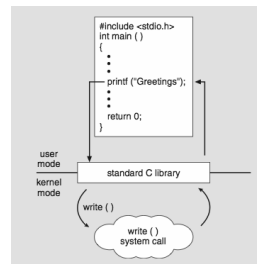 #include <stdio.h>
int main ( )
{
•
•
•
printf ("Greetings");
•
•
•
return 0;
}
user
mode
standard C library
kernel
mode
write ( )
write ( )
system call